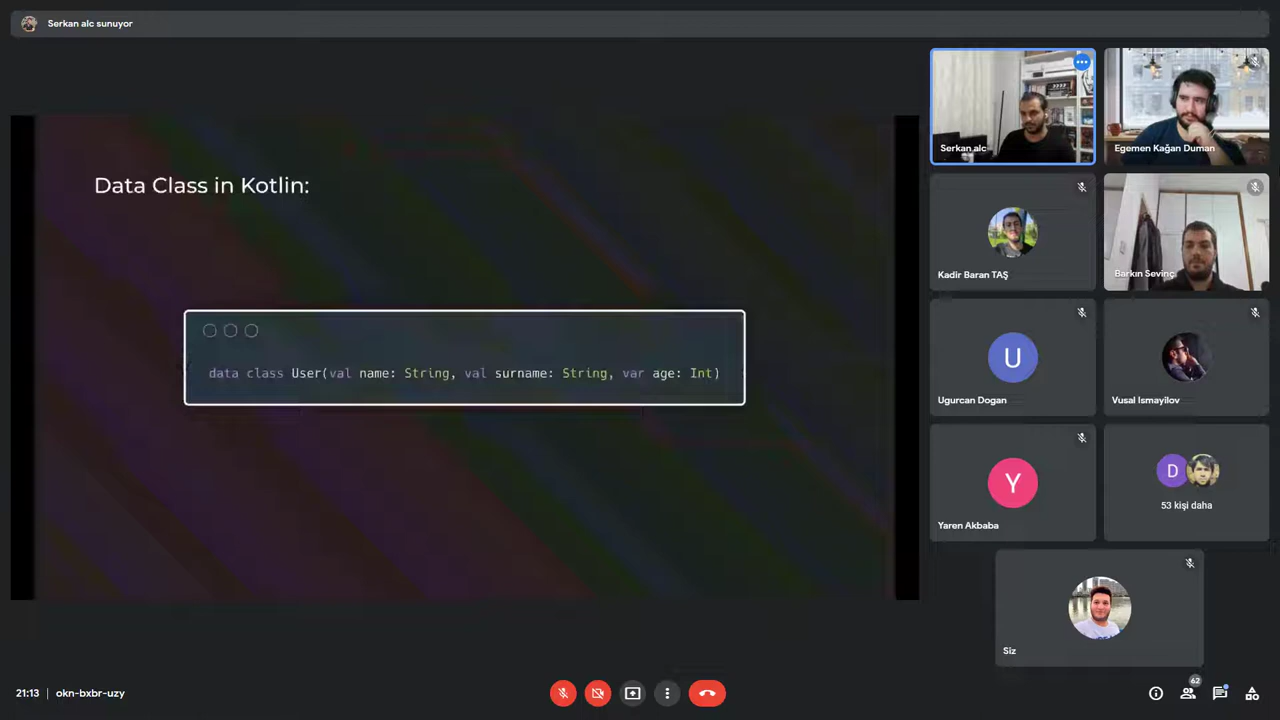 Serkan alc sunuyor
Data Class in Kotlin:
data class User(val name: String, val surname: String, var age: Int)
Serkan alc
Egemen Kağan Duman
Kadir Baran TAŞ
Barkın Sevinç
U
Ugurcan Dogan
Vusal Ismayilov
Y
Yaren Akbaba
D
53 kişi daha
Siz
21:13 | okn-bxbr-uzy
62